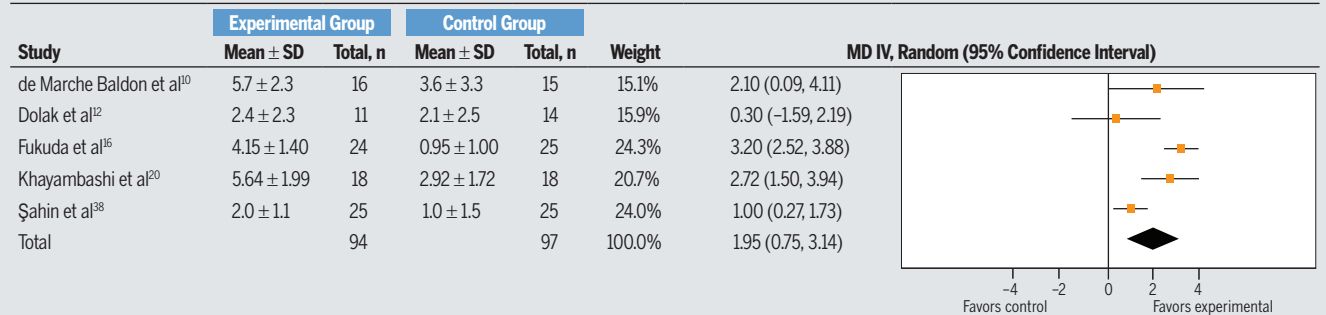 Experimental Group Control Group
Study Mean ± SD Total, n Mean ± SD Total, n Weight MD IV, Random (95% Confidence Interval)
de Marche Baldon et al¹⁰ 5.7 ± 2.3 16 3.6 ± 3.3 15 15.1% 2.10 (0.09, 4.11)
Dolak et al¹² 2.4 ± 2.3 11 2.1 ± 2.5 14 15.9% 0.30 (–1.59, 2.19)
Fukuda et al¹⁶ 4.15 ± 1.40 24 0.95 ± 1.00 25 24.3% 3.20 (2.52, 3.88)
Khayambashi et al²⁰ 5.64 ± 1.99 18 2.92 ± 1.72 18 20.7% 2.72 (1.50, 3.94)
Şahin et al³⁸ 2.0 ± 1.1 25 1.0 ± 1.5 25 24.0% 1.00 (0.27, 1.73)
Total 94 97 100.0% 1.95 (0.75, 3.14)
–4 –2 0 2 4
Favors control Favors experimental